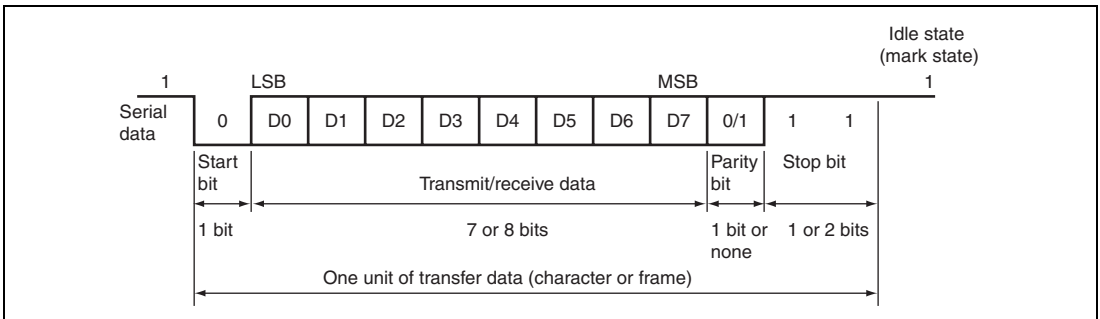 Idle state
(mark state)
1 LSB MSB 1
Serial
data
0 D0 D1 D2 D3 D4 D5 D6 D7 0/1 1 1
Start
bit
Transmit/receive data
Parity
bit
Stop bit
1 bit
7 or 8 bits
1 bit or
none
1 or 2 bits
One unit of transfer data (character or frame)